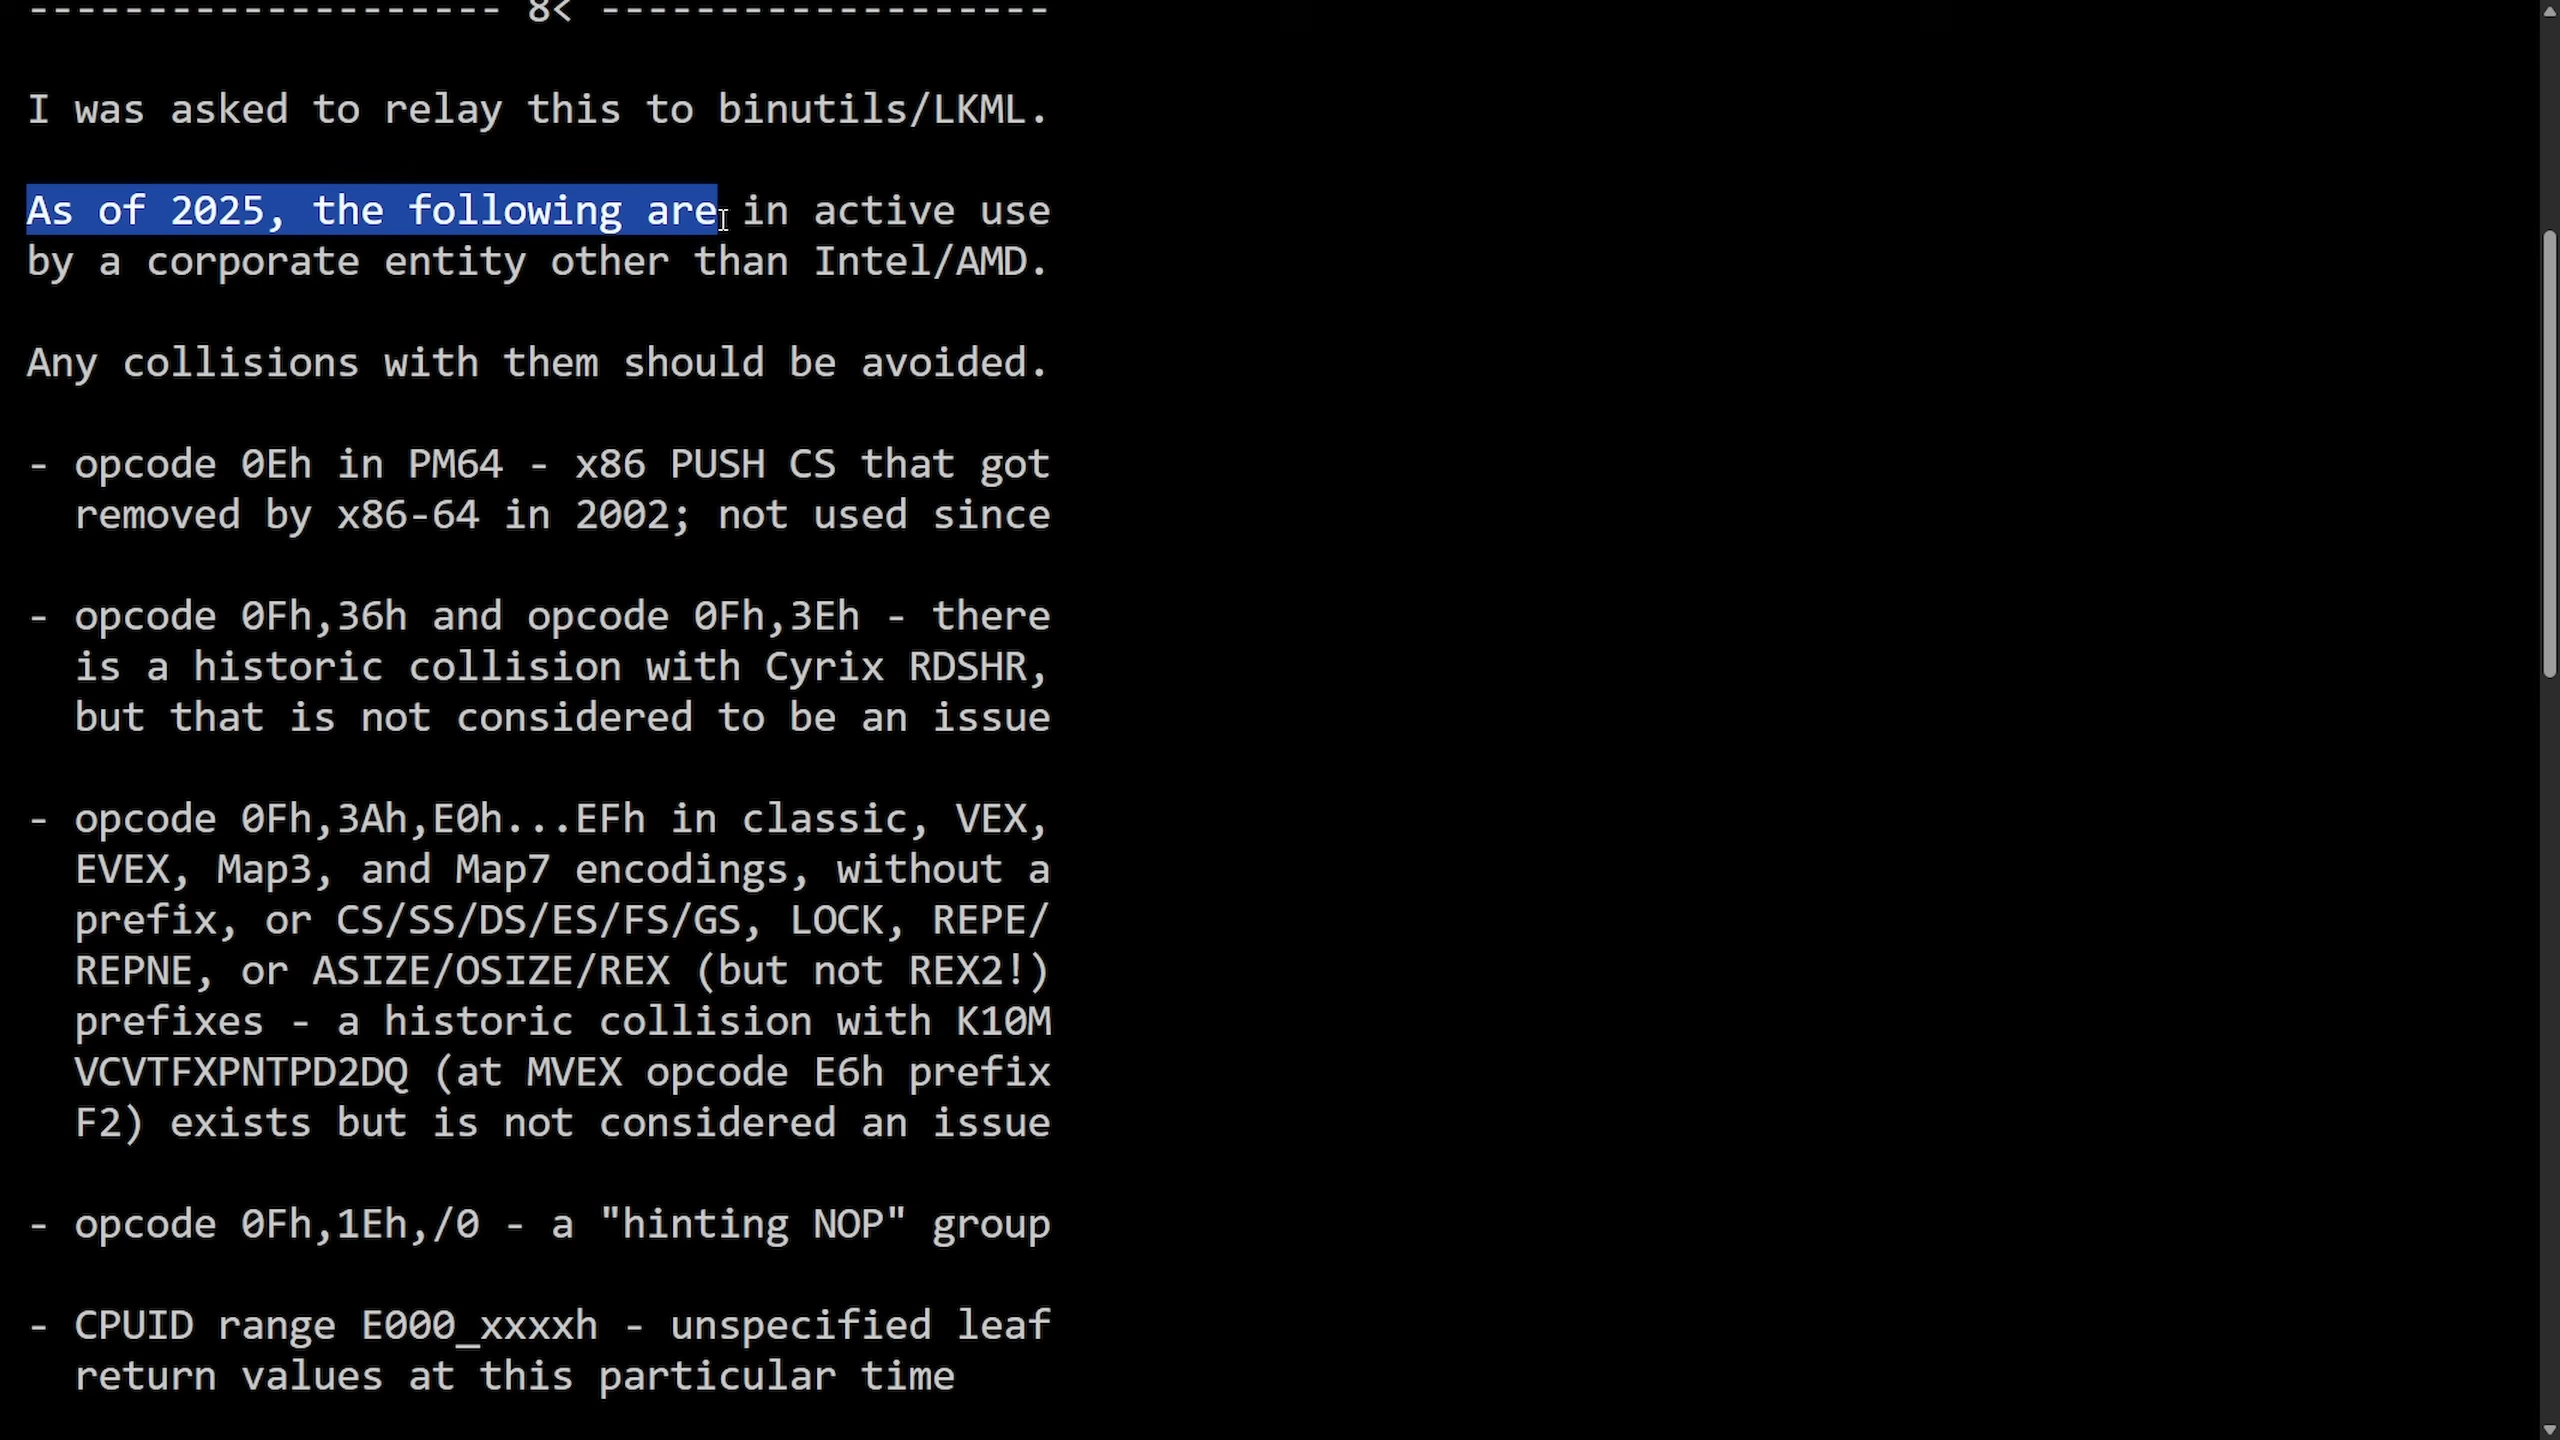 -------------------- 8< -------------------
I was asked to relay this to binutils/LKML.
As of 2025, the following are in active use
by a corporate entity other than Intel/AMD.
Any collisions with them should be avoided.
- opcode 0Eh in PM64 - x86 PUSH CS that got
removed by x86-64 in 2002; not used since
- opcode 0Fh,36h and opcode 0Fh,3Eh - there
is a historic collision with Cyrix RDSHR,
but that is not considered to be an issue
- opcode 0Fh,3Ah,E0h...EFh in classic, VEX,
EVEX, Map3, and Map7 encodings, without a
prefix, or CS/SS/DS/ES/FS/GS, LOCK, REPE/
REPNE, or ASIZE/OSIZE/REX (but not REX2!)
prefixes - a historic collision with K10M
VCVTFXPNTPD2DQ (at MVEX opcode E6h prefix
F2) exists but is not considered an issue
- opcode 0Fh,1Eh,/0 - a "hinting NOP" group
- CPUID range E000_xxxxh - unspecified leaf
return values at this particular time